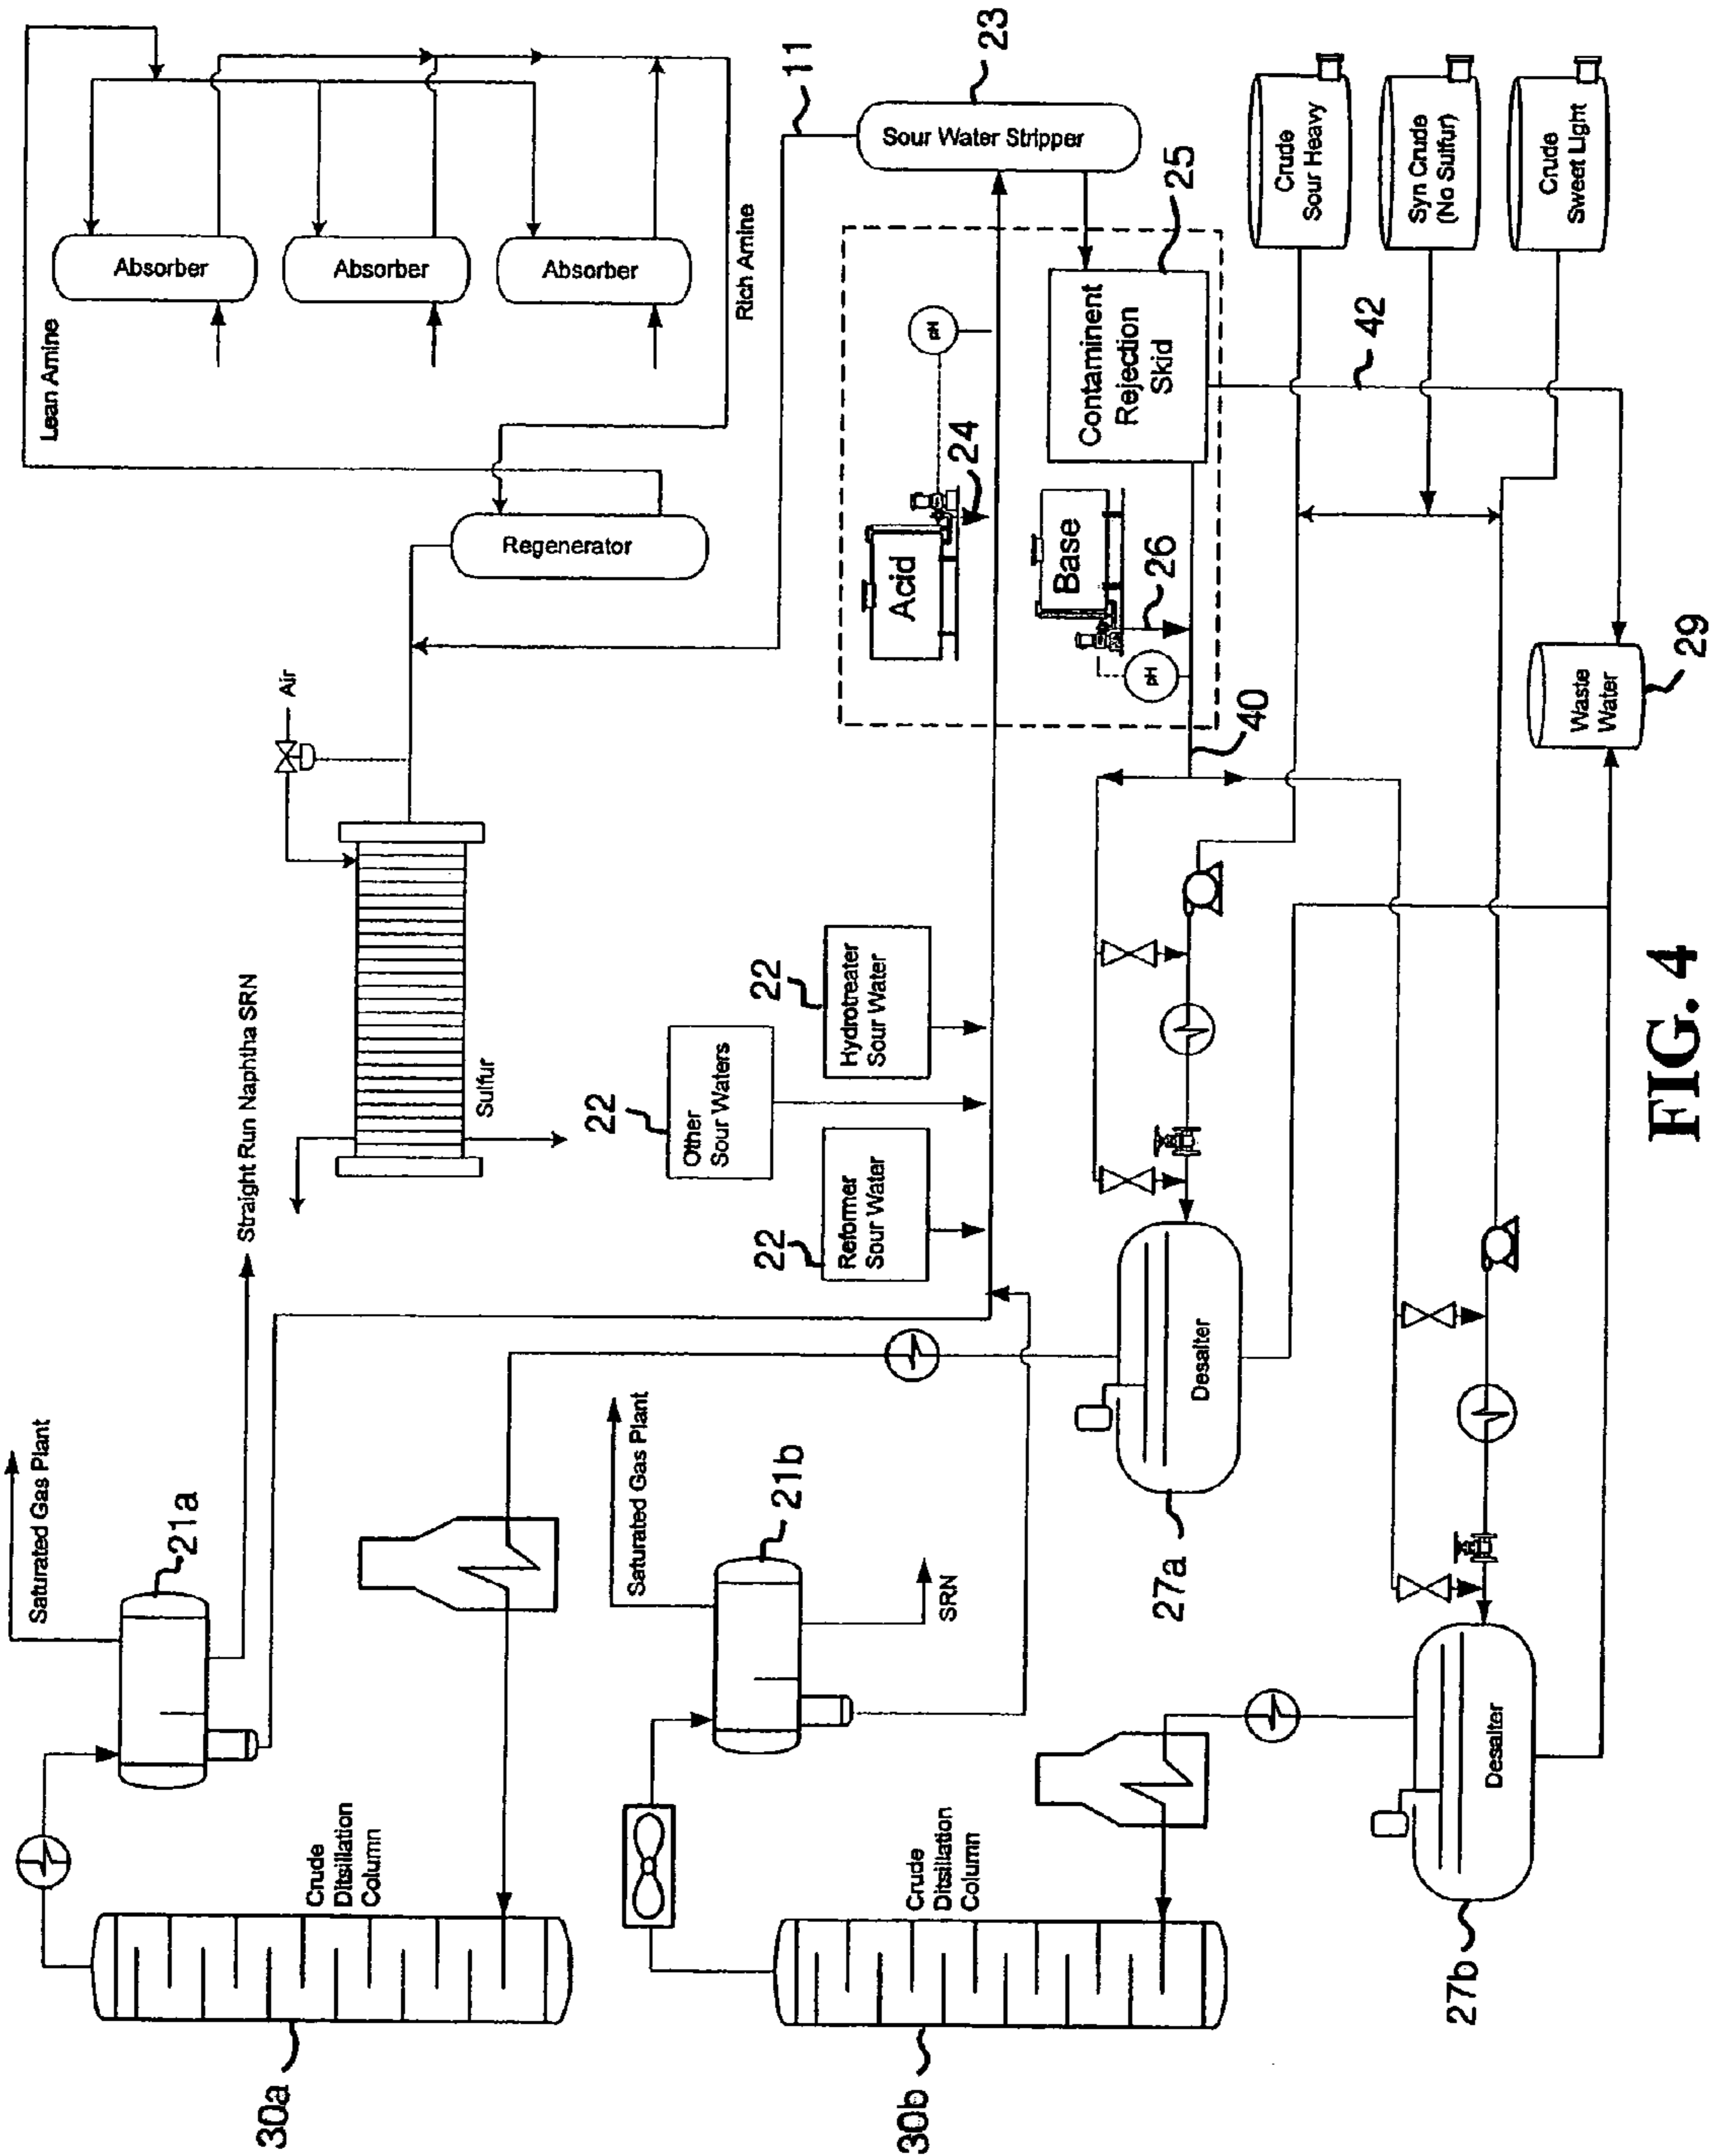 Saturated Gas Plant
21a
Straight Run Naphtha SRN
Sulfur
Air
Lean Amine
Absorber
Absorber
Absorber
Rich Amine
Regenerator
30a
Crude
Ditsillation
Column
Saturated Gas Plant
21b
SRN
22
Other
Sour Waters
22
Reformer
Sour Water
22
Hydrotreater
Sour Water
11
Sour Water Stripper
23
pH
Acid
24
Base
26
pH
Contaminent
Rejection
Skid
25
40
42
30b
Crude
Ditsillation
Column
Desalter
27a
Crude
Sour Heavy
Syn Crude
(No Sulfur)
Crude
Sweet Light
Desalter
27b
Waste
Water
29
FIG. 4